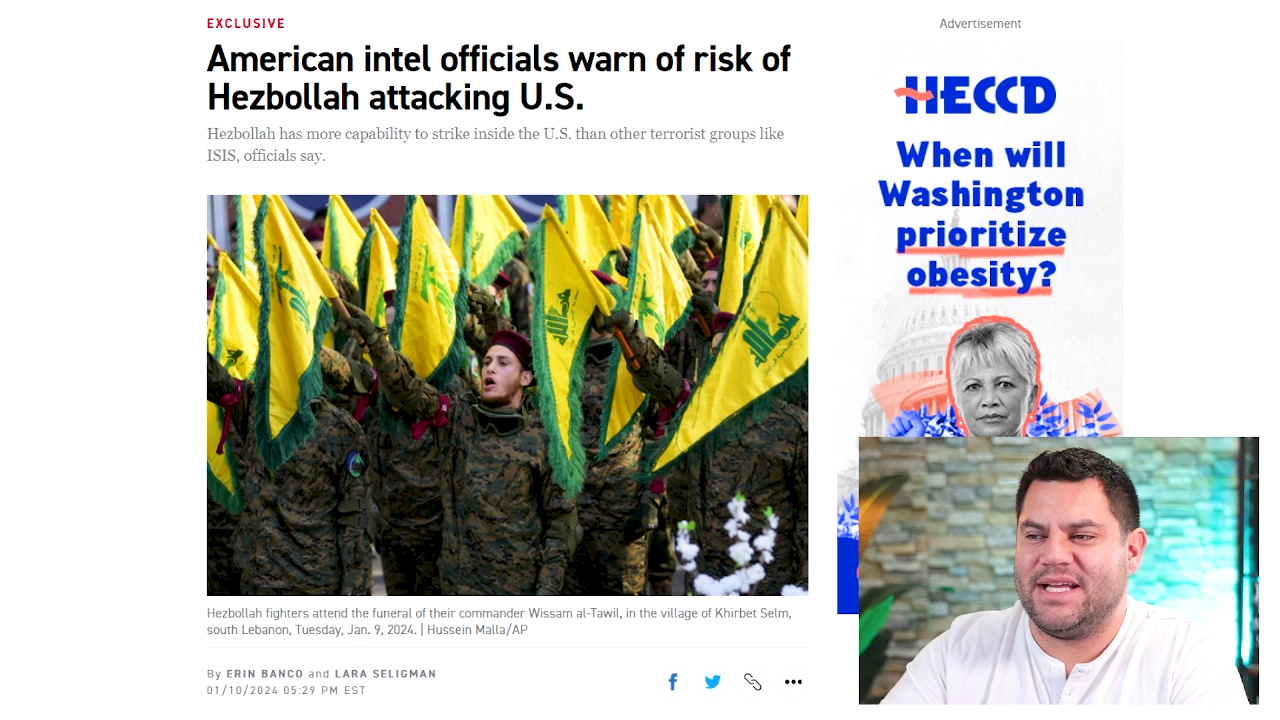 EXCLUSIVE
American intel officials warn of risk of
Hezbollah attacking U.S.
Hezbollah has more capability to strike inside the U.S. than other terrorist groups like
ISIS, officials say.
Hezbollah fighters attend the funeral of their commander Wissam al-Tawil, in the village of Khirbet Selm,
south Lebanon, Tuesday, Jan. 9, 2024. | Hussein Malla/AP
By ERIN BANCO and LARA SELIGMAN
01/10/2024 05:29 PM EST
Advertisement
HECCD
When will
Washington
prioritize
obesity?